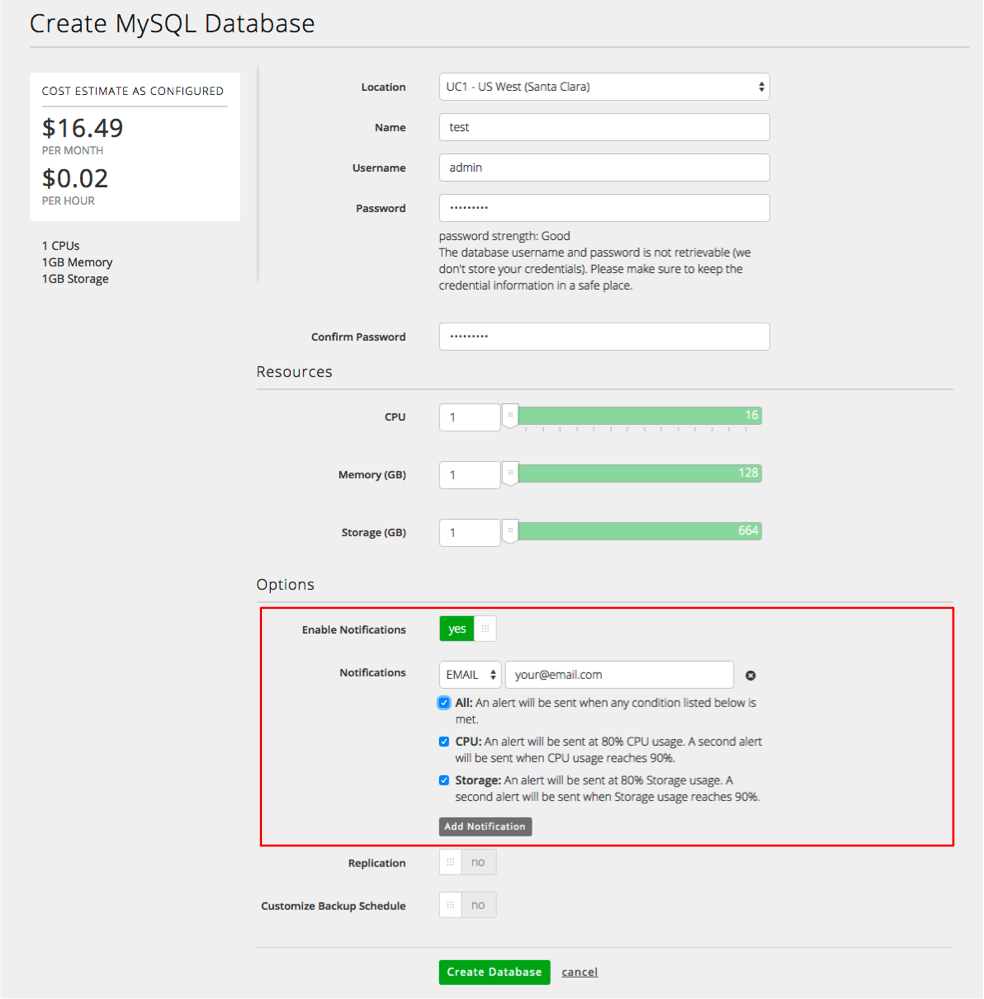 Create MySQL Database
COST ESTIMATE AS CONFIGURED
$16.49
PER MONTH
$0.02
PER HOUR
1 CPUs
1GB Memory
1GB Storage
Location UC1 - US West (Santa Clara)
Name test
Username admin
Password •••••••••
password strength: Good
The database username and password is not retrievable (we
don't store your credentials). Please make sure to keep the
credential information in a safe place.
Confirm Password •••••••••
Resources
CPU 1 16
Memory (GB) 1 128
Storage (GB) 1 664
Options
Enable Notifications yes
Notifications EMAIL your@email.com
All: An alert will be sent when any condition listed below is
met.
CPU: An alert will be sent at 80% CPU usage. A second alert
will be sent when CPU usage reaches 90%.
Storage: An alert will be sent at 80% Storage usage. A
second alert will be sent when Storage usage reaches 90%.
Add Notification
Replication no
Customize Backup Schedule no
Create Database cancel